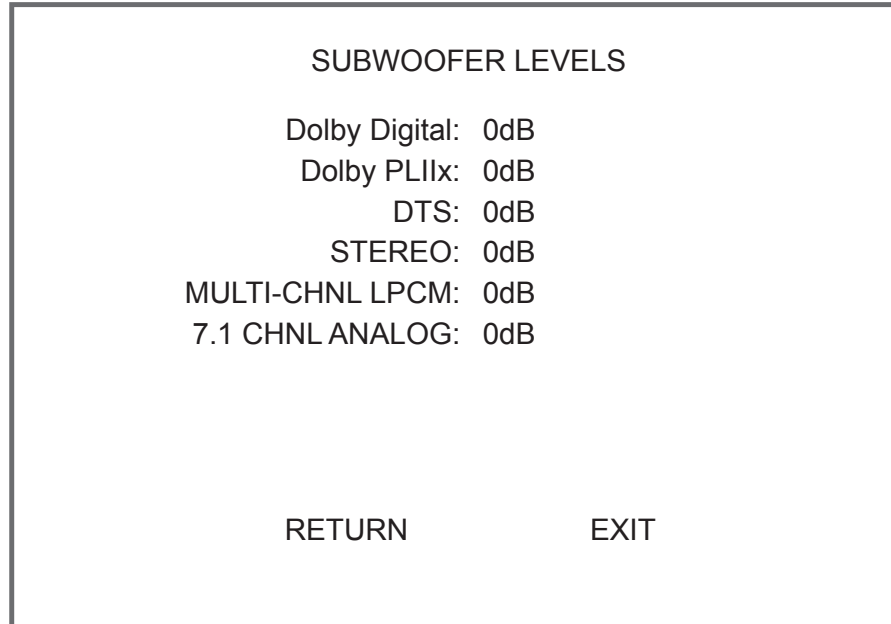 SUBWOOFER LEVELS
Dolby Digital: 0dB
Dolby PLIIx: 0dB
DTS: 0dB
STEREO: 0dB
MULTI-CHNL LPCM: 0dB
7.1 CHNL ANALOG: 0dB
RETURN EXIT